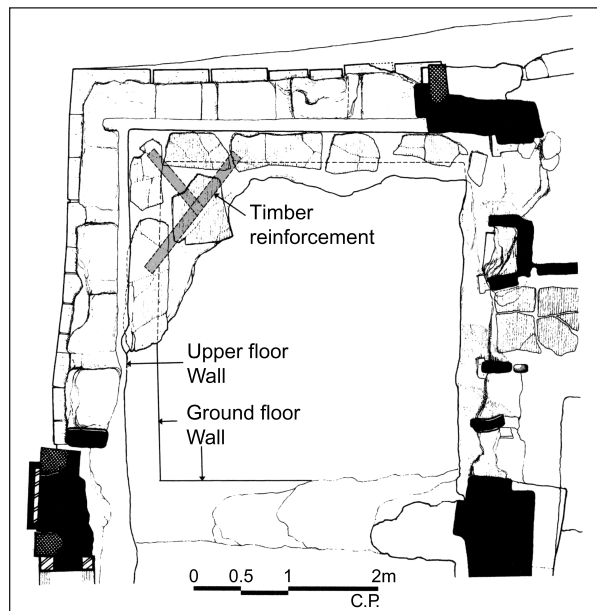 Timber
reinforcement
Upper floor
Wall
Ground floor
Wall
0 0.5 1 2m
C.P.